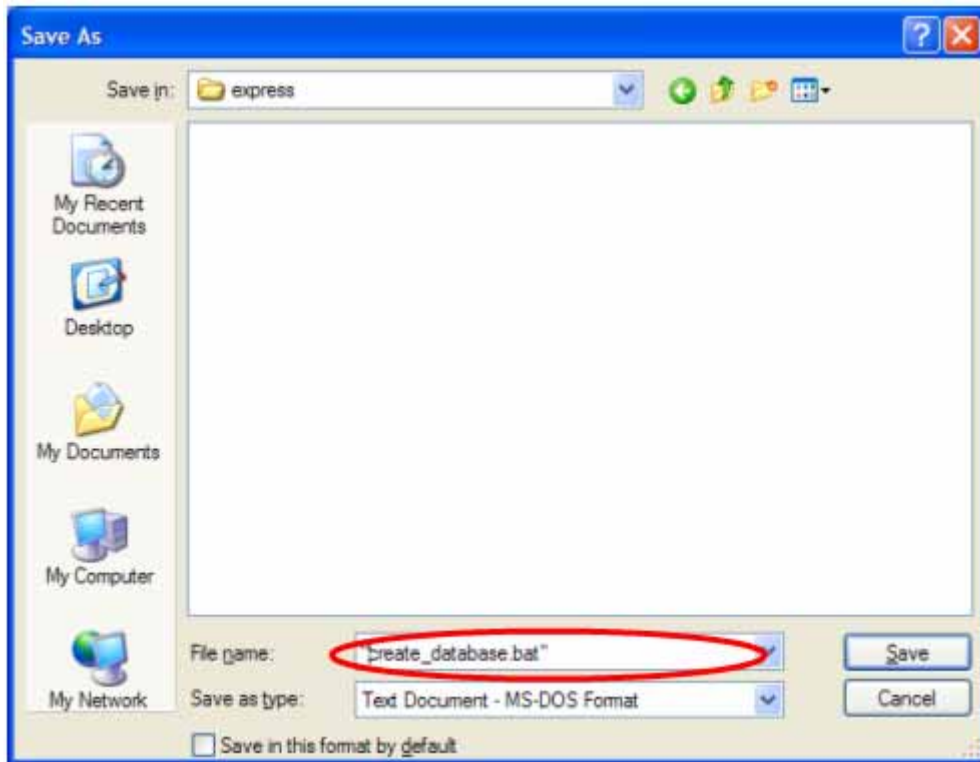 Save As
Save in:
express
My Recent
Documents
Desktop
My Documents
My Computer
My Network
File name:
"create_database.bat"
Save
Save as type:
Text Document - MS-DOS Format
Cancel
Save in this format by default